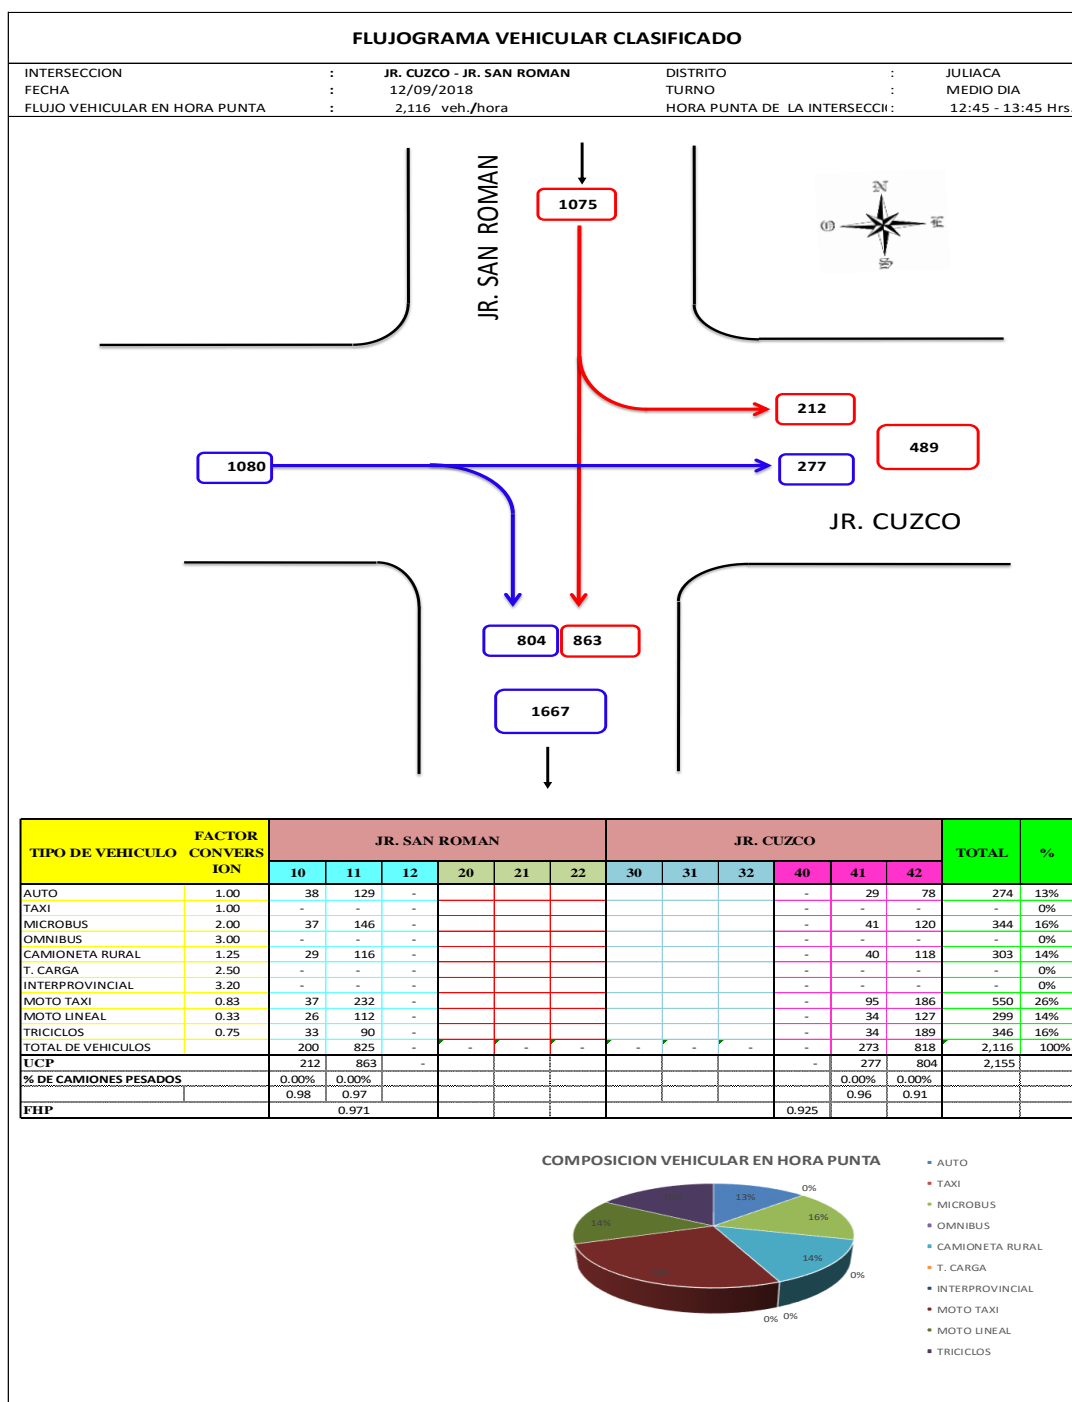 FLUJOGRAMA VEHICULAR CLASIFICADO
INTERSECCION : JR. CUZCO - JR. SAN ROMAN DISTRITO : JULIACA
FECHA : 12/09/2018 TURNO : MEDIO DIA
FLUJO VEHICULAR EN HORA PUNTA : 2,116 veh./hora HORA PUNTA DE LA INTERSECCI : 12:45 - 13:45 Hrs.
JR. SAN ROMAN
1075
N
O E
S
212
489
1080
277
JR. CUZCO
804 863
1667
TIPO DE VEHICULO FACTOR CONVERS ION JR. SAN ROMAN JR. CUZCO TOTAL %
10 11 12 20 21 22 30 31 32 40 41 42
AUTO 1.00 38 129 - - 29 78 274 13%
TAXI 1.00 - - - - - - - 0%
MICROBUS 2.00 37 146 - - 41 120 344 16%
OMNIBUS 3.00 - - - - - - - 0%
CAMIONETA RURAL 1.25 29 116 - - 40 118 303 14%
T. CARGA 2.50 - - - - - - - 0%
INTERPROVINCIAL 3.20 - - - - - - - 0%
MOTO TAXI 0.83 37 232 - - 95 186 550 26%
MOTO LINEAL 0.33 26 112 - - 34 127 299 14%
TRICICLOS 0.75 33 90 - - 34 189 346 16%
TOTAL DE VEHICULOS 200 825 - - - - - - - - 273 818 2,116 100%
UCP 212 863 - - 277 804 2,155
% DE CAMIONES PESADOS 0.00% 0.00% 0.00% 0.00%
0.98 0.97 0.96 0.91
FHP 0.971 0.925
COMPOSICION VEHICULAR EN HORA PUNTA
13%
0%
16%
14%
0%
0%
0%
14%
AUTO
TAXI
MICROBUS
OMNIBUS
CAMIONETA RURAL
T. CARGA
INTERPROVINCIAL
MOTO TAXI
MOTO LINEAL
TRICICLOS